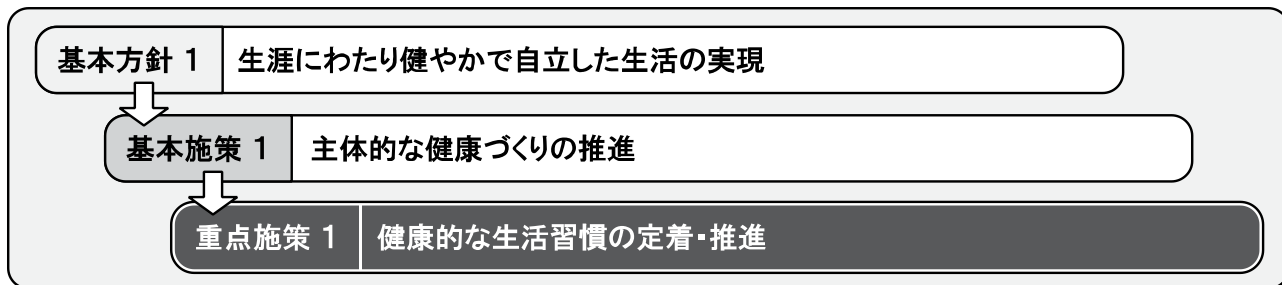 基本方針 1 生涯にわたり健やかで自立した生活の実現
基本施策 1 主体的な健康づくりの推進
重点施策 1 健康的な生活習慣の定着・推進